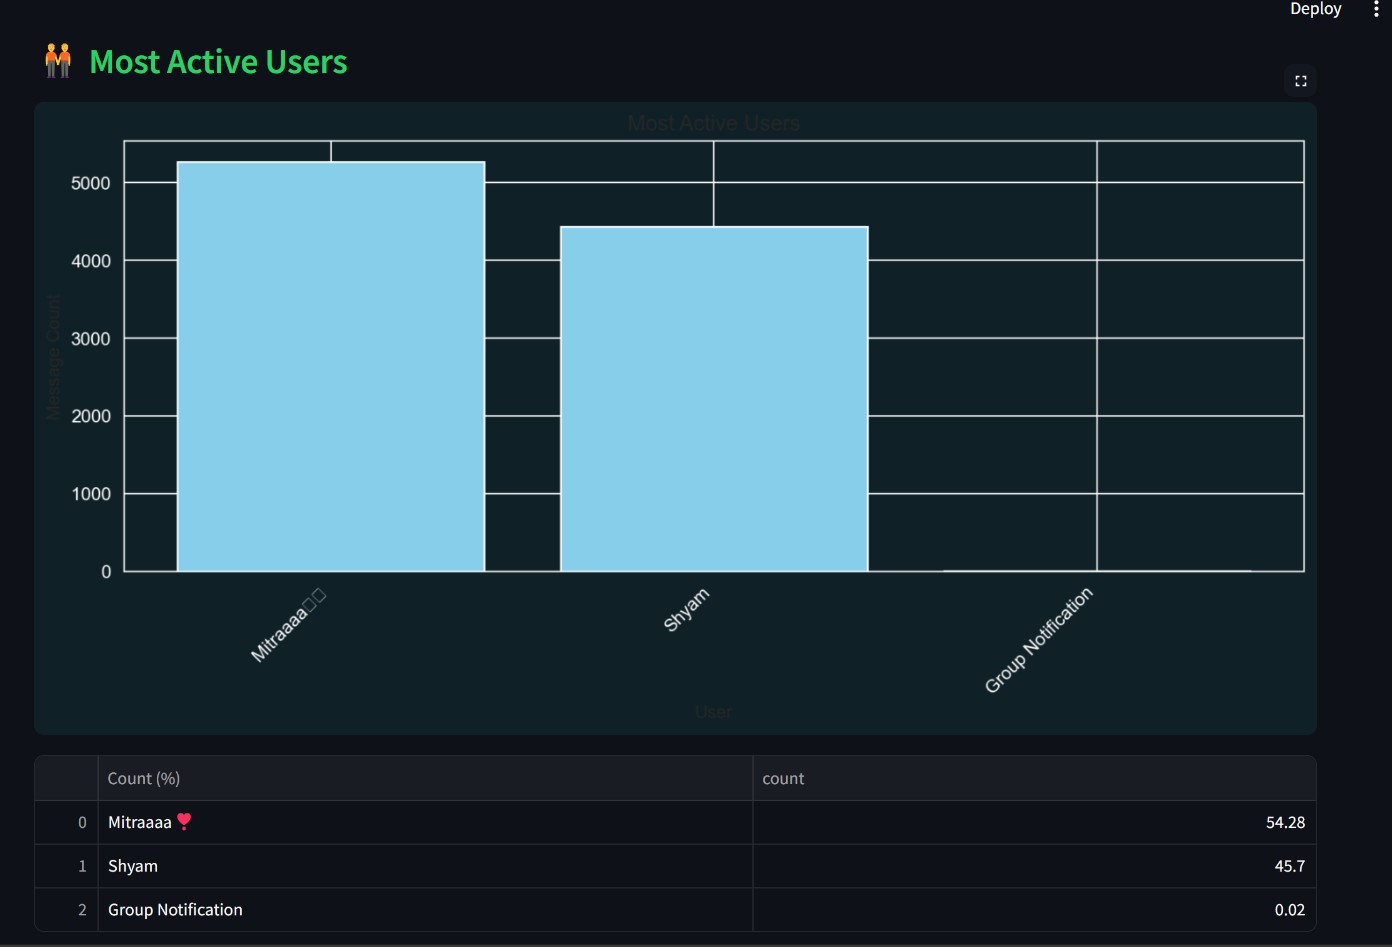 Deploy
Most Active Users
Most Active Users
Message Count
5000
4000
3000
2000
1000
0
Mitraaaa▯▯
Shyam
Group Notification
User
Count (%) count
0 Mitraaaa❣️ 54.28
1 Shyam 45.7
2 Group Notification 0.02